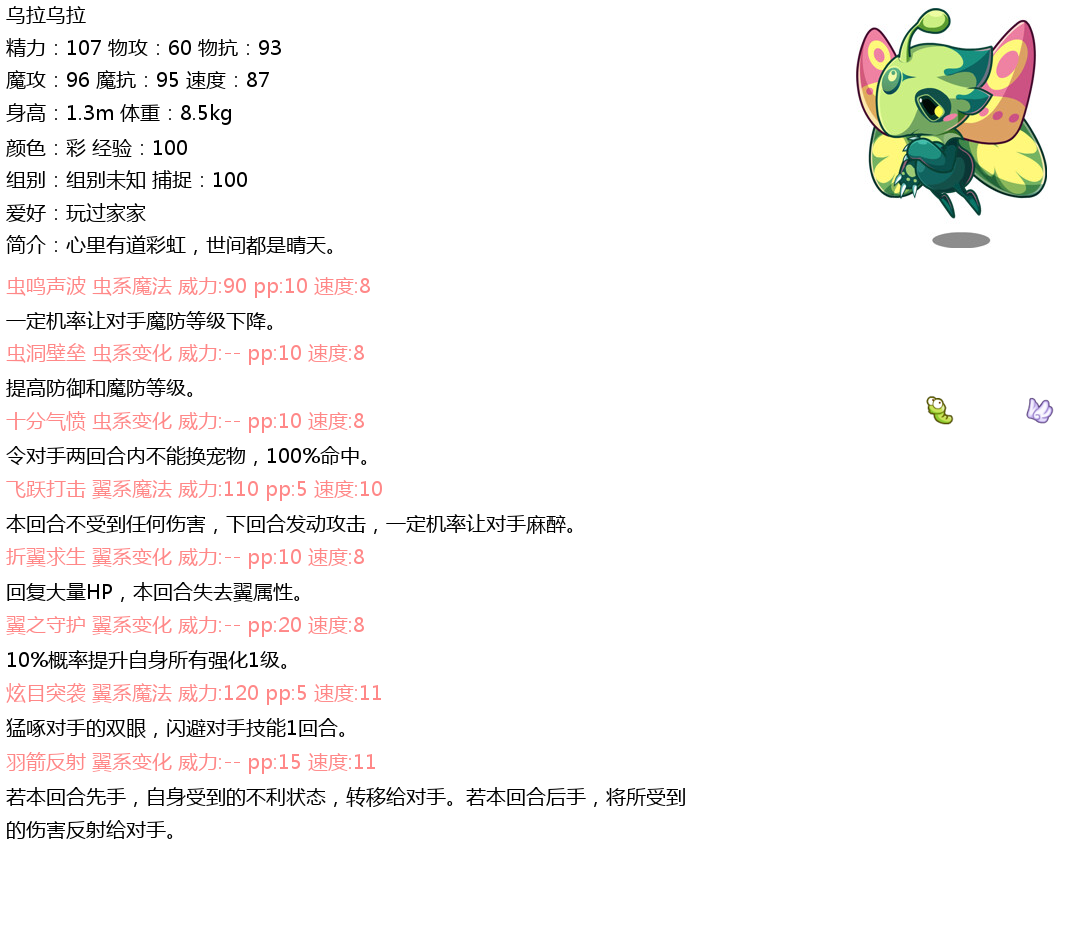 乌拉乌拉
精力：107 物攻：60 物抗：93
魔攻：96 魔抗：95 速度：87
身高：1.3m 体重：8.5kg
颜色：彩 经验：100
组别：组别未知 捕捉：100
爱好：玩过家家
简介：心里有道彩虹，世间都是晴天。
虫鸣声波 虫系魔法 威力:90 pp:10 速度:8
一定机率让对手魔防等级下降。
虫洞壁垒 虫系变化 威力:-- pp:10 速度:8
提高防御和魔防等级。
十分气愤 虫系变化 威力:-- pp:10 速度:8
令对手两回合内不能换宠物，100%命中。
飞跃打击 翼系魔法 威力:110 pp:5 速度:10
本回合不受到任何伤害，下回合发动攻击，一定机率让对手麻醉。
折翼求生 翼系变化 威力:-- pp:10 速度:8
回复大量HP，本回合失去翼属性。
翼之守护 翼系变化 威力:-- pp:20 速度:8
10%概率提升自身所有强化1级。
炫目突袭 翼系魔法 威力:120 pp:5 速度:11
猛啄对手的双眼，闪避对手技能1回合。
羽箭反射 翼系变化 威力:-- pp:15 速度:11
若本回合先手，自身受到的不利状态，转移给对手。若本回合后手，将所受到
的伤害反射给对手。